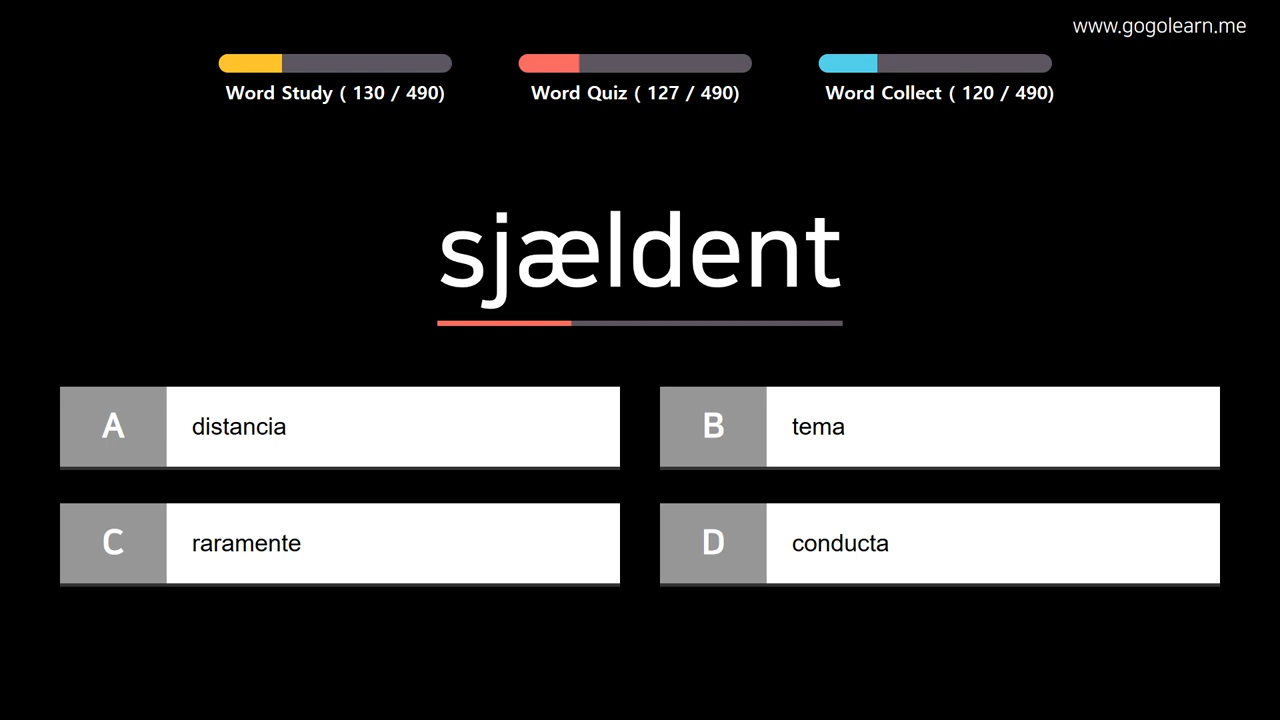 www.gogolearn.me
Word Study ( 130 / 490)
Word Quiz ( 127 / 490)
Word Collect ( 120 / 490)
sjældent
A distancia
B tema
C raramente
D conducta